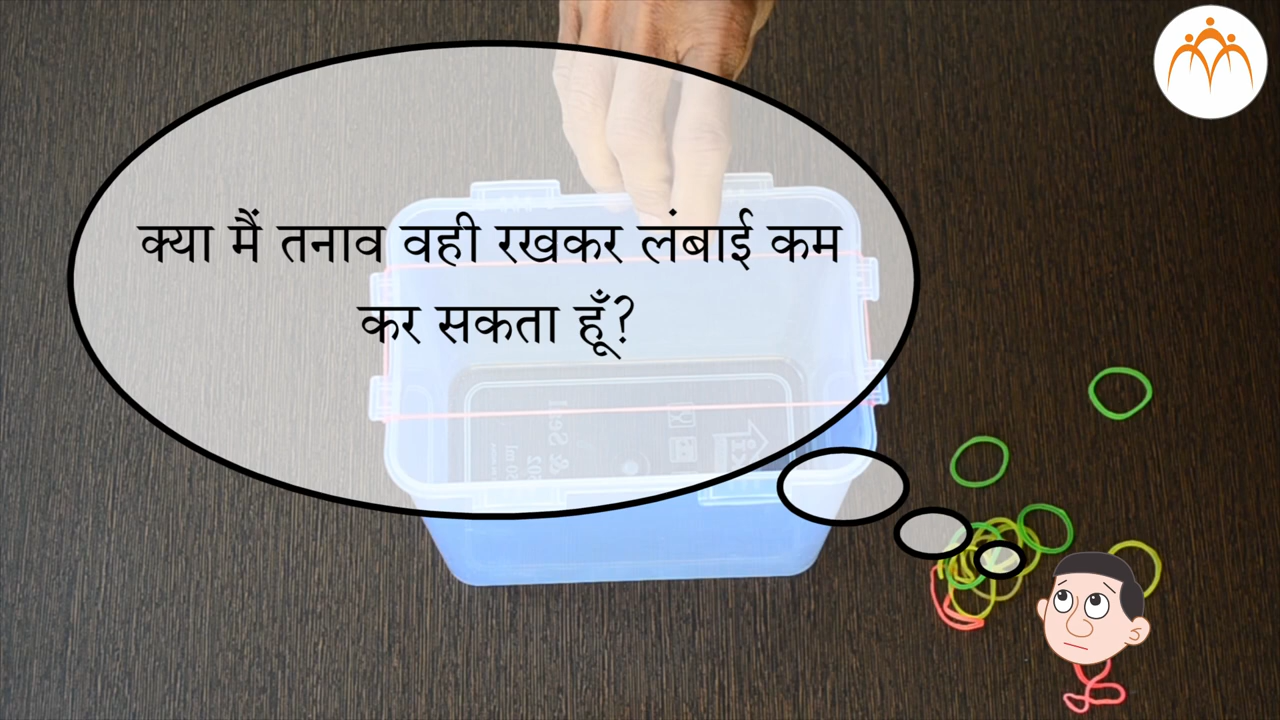 क्या मैं तनाव वही रखकर लंबाई कम
कर सकता हूँ?